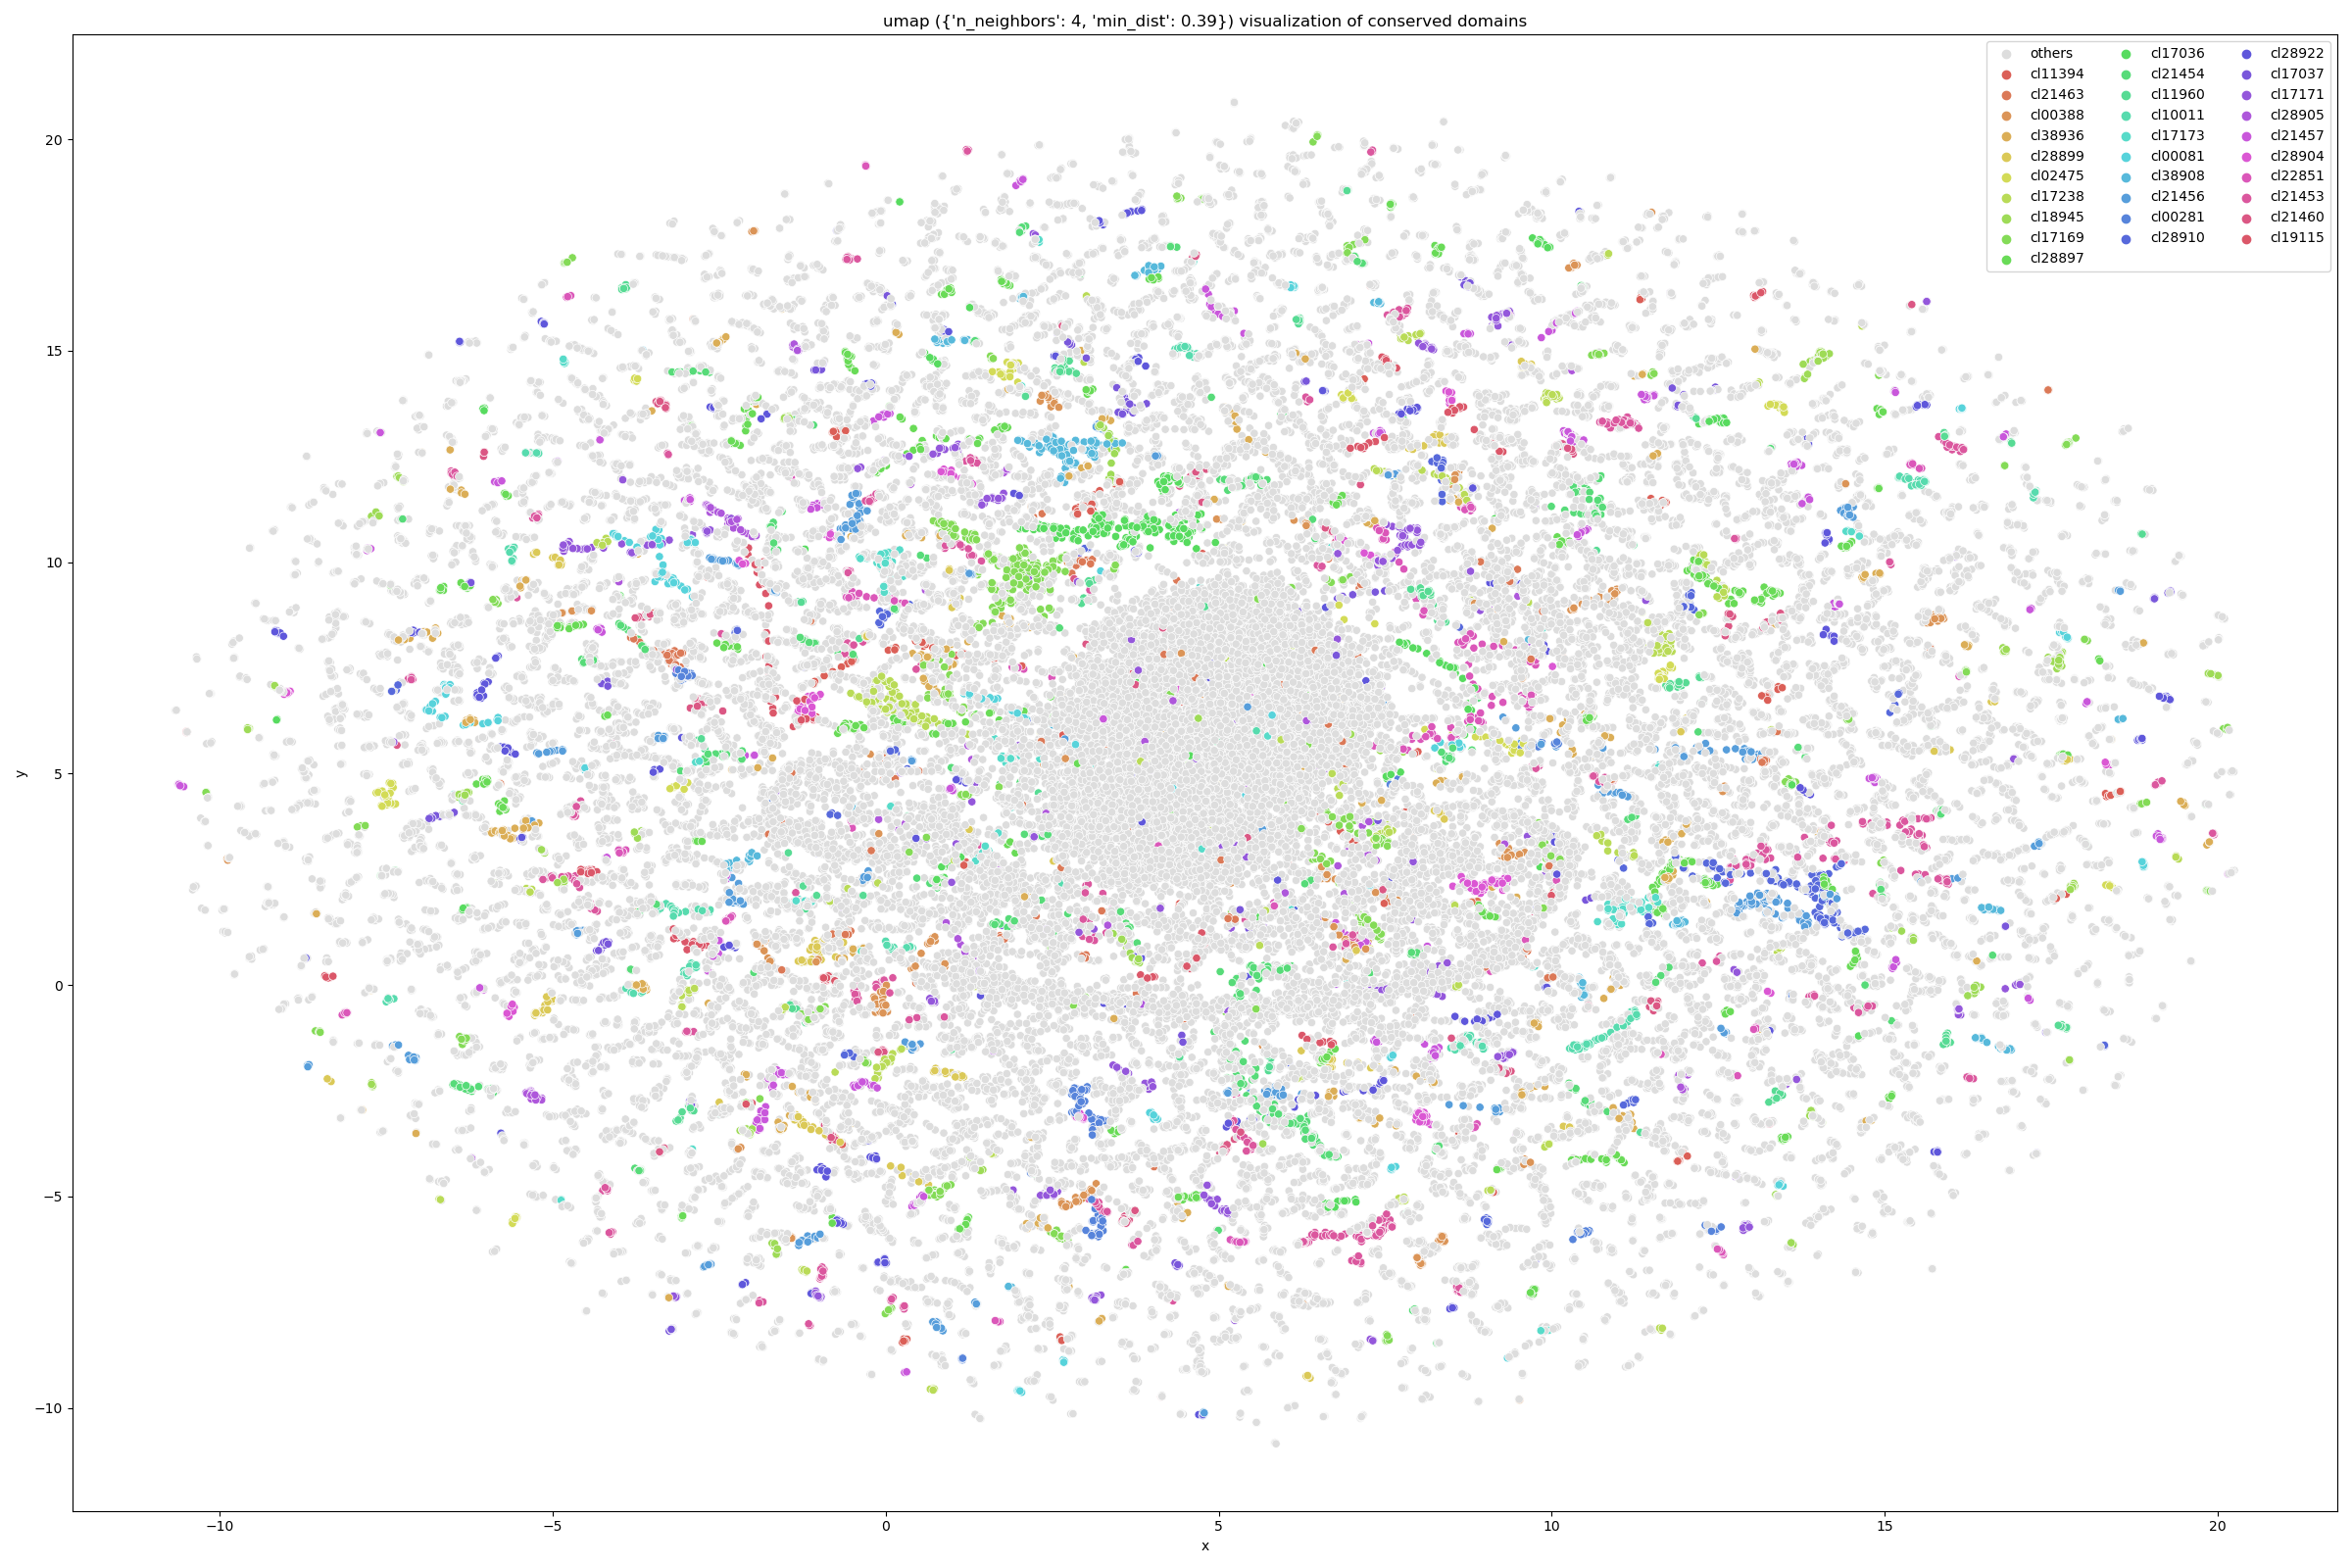 umap ({'n_neighbors': 4, 'min_dist': 0.39}) visualization of conserved domains
others
cl11394
cl21463
cl00388
cl38936
cl28899
cl02475
cl17238
cl18945
cl17169
cl28897
cl17036
cl21454
cl11960
cl10011
cl17173
cl00081
cl38908
cl21456
cl00281
cl28910
cl28922
cl17037
cl17171
cl28905
cl21457
cl28904
cl22851
cl21453
cl21460
cl19115
20
15
10
5
0
−5
−10
y
−10
−5
0
5
10
15
20
x